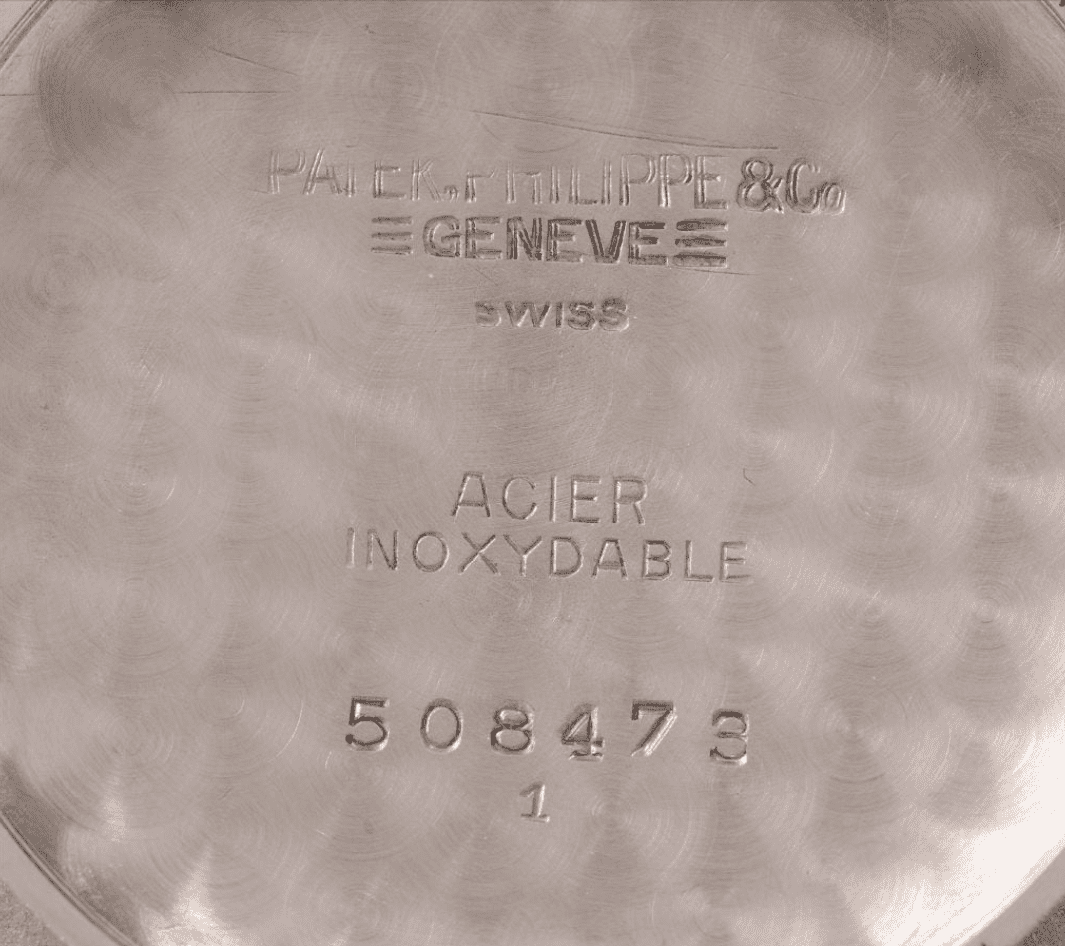 PATEK, PHILIPPE & Co
GENEVE
SWISS
ACIER
INOXYDABLE
508473
1